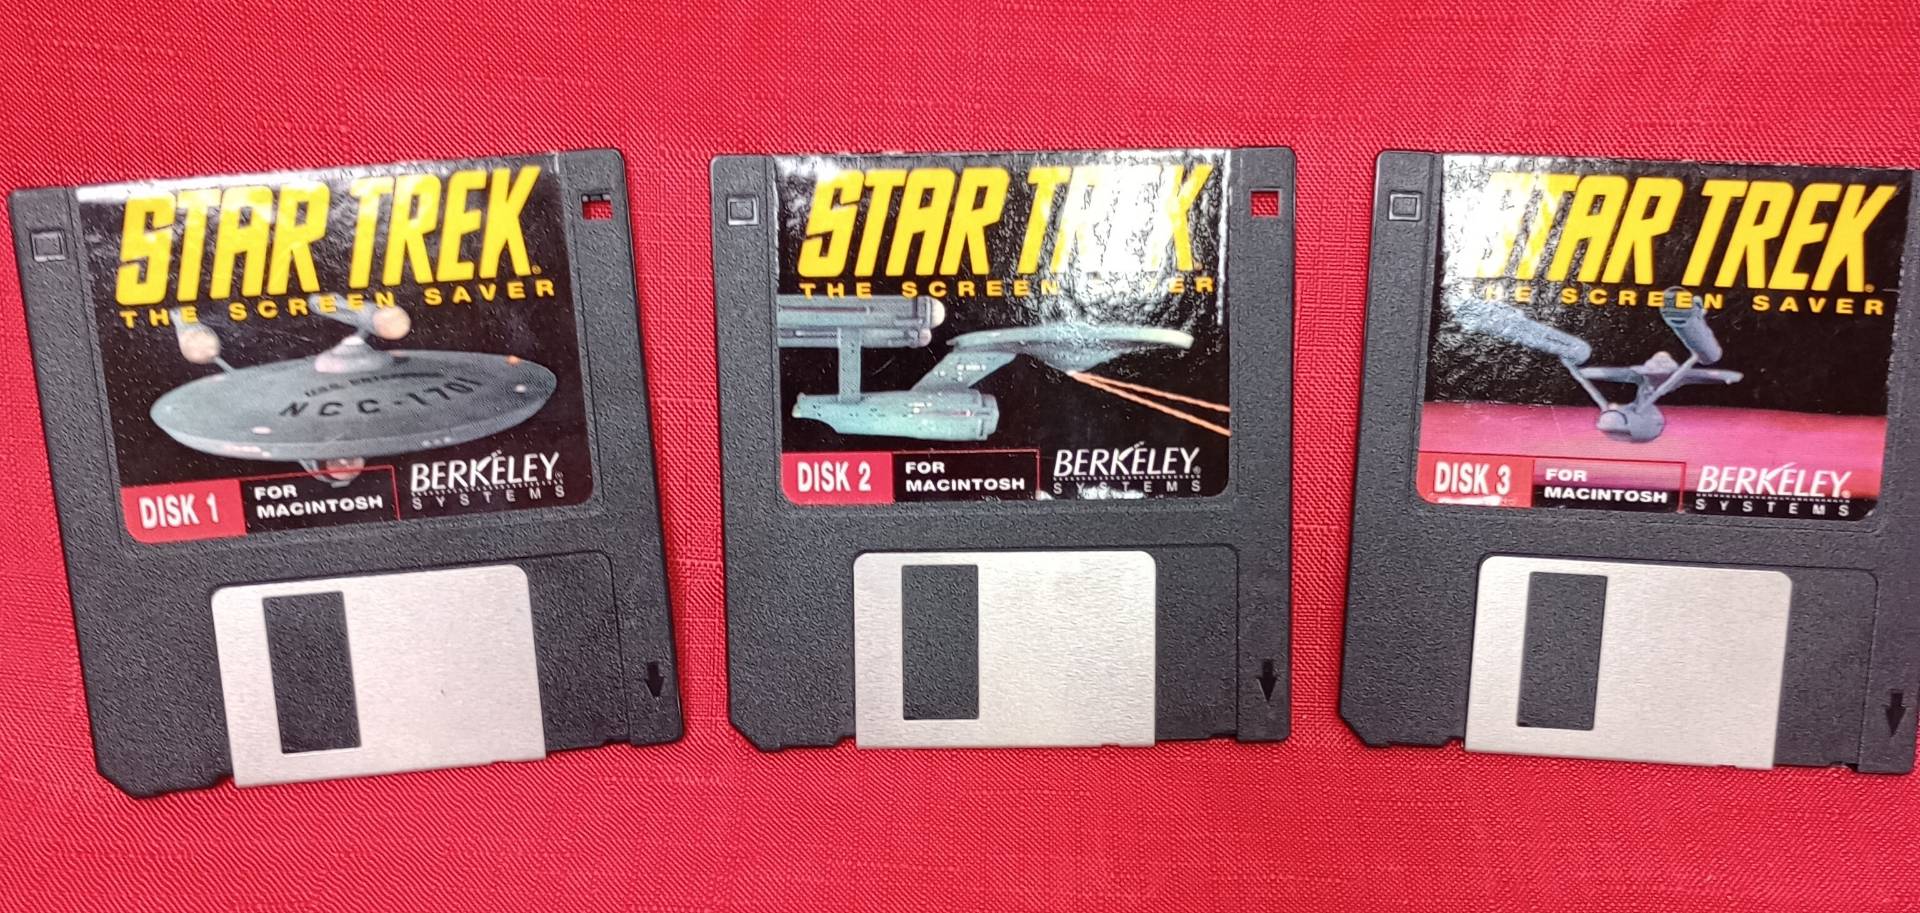 STAR TREK
THE SCREEN SAVER
U.S.S. ENTERPRISE
NCC-1701
DISK 1
FOR
MACINTOSH
BERKELEY
SYSTEMS
STAR TREK
THE SCREEN SAVER
DISK 2
FOR
MACINTOSH
BERKELEY
SYSTEMS
STAR TREK
THE SCREEN SAVER
DISK 3
FOR
MACINTOSH
BERKELEY
SYSTEMS